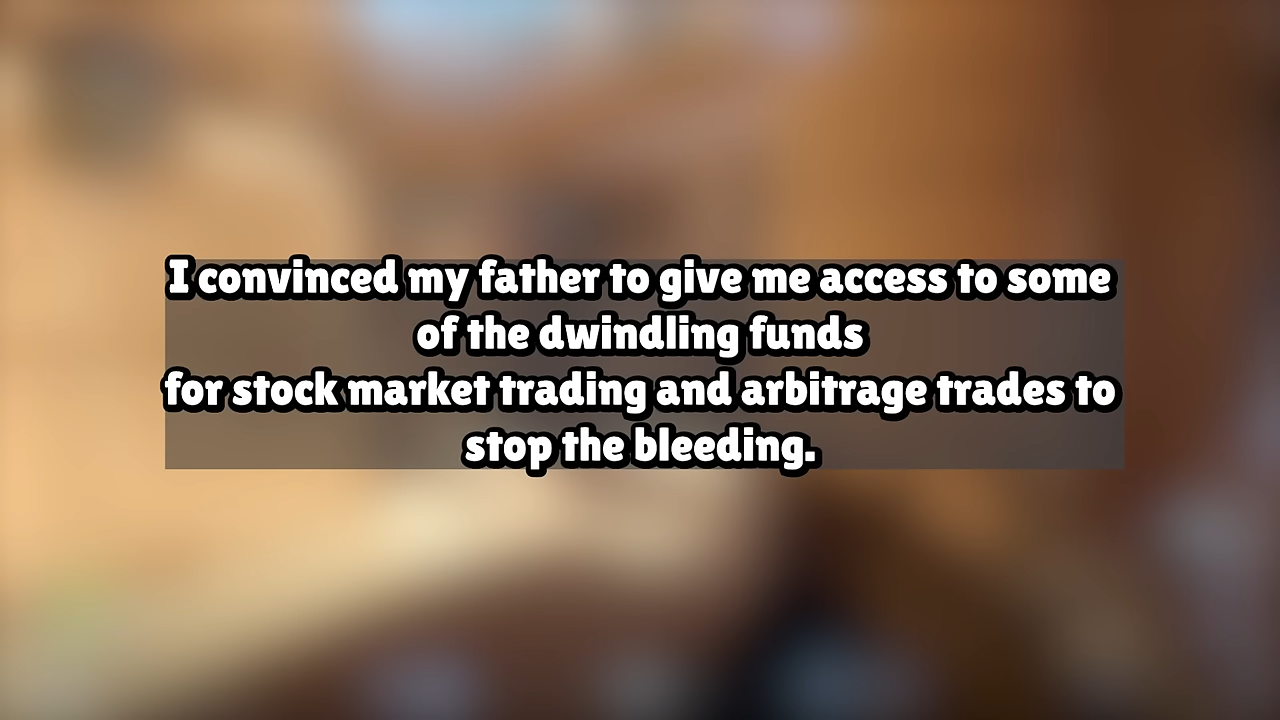 I convinced my father to give me access to some
of the dwindling funds
for stock market trading and arbitrage trades to
stop the bleeding.